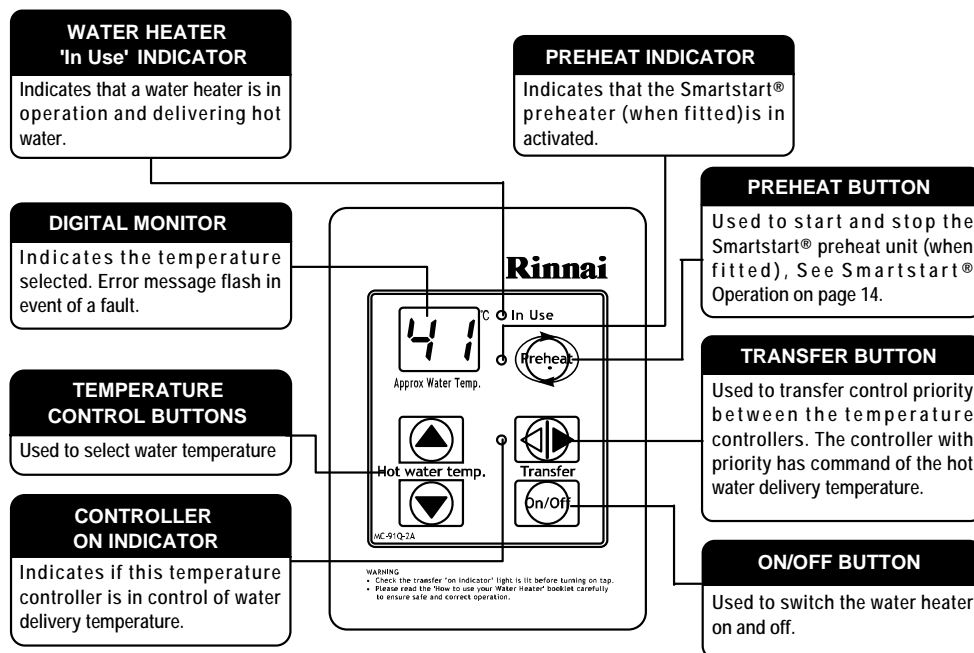 WATER HEATER
'In Use' INDICATOR
Indicates that a water heater is in
operation and delivering hot
water.
PREHEAT INDICATOR
Indicates that the Smartstart®
preheater (when fitted)is in
activated.
DIGITAL MONITOR
Indicates the temperature
selected. Error message flash in
event of a fault.
PREHEAT BUTTON
Used to start and stop the
Smartstart® preheat unit (when
fitted), See Smartstart®
Operation on page 14.
TEMPERATURE
CONTROL BUTTONS
Used to select water temperature
TRANSFER BUTTON
Used to transfer control priority
between the temperature
controllers. The controller with
priority has command of the hot
water delivery temperature.
CONTROLLER
ON INDICATOR
Indicates if this temperature
controller is in control of water
delivery temperature.
ON/OFF BUTTON
Used to switch the water heater
on and off.
Rinnai
41 °C In Use
Preheat
Approx Water Temp.
Hot water temp.
Transfer
On/Off
MC-91Q-2A
WARNING
• Check the transfer 'on indicator' light is lit before turning on tap.
• Please read the 'How to use your Water Heater' booklet carefully
to ensure safe and correct operation.